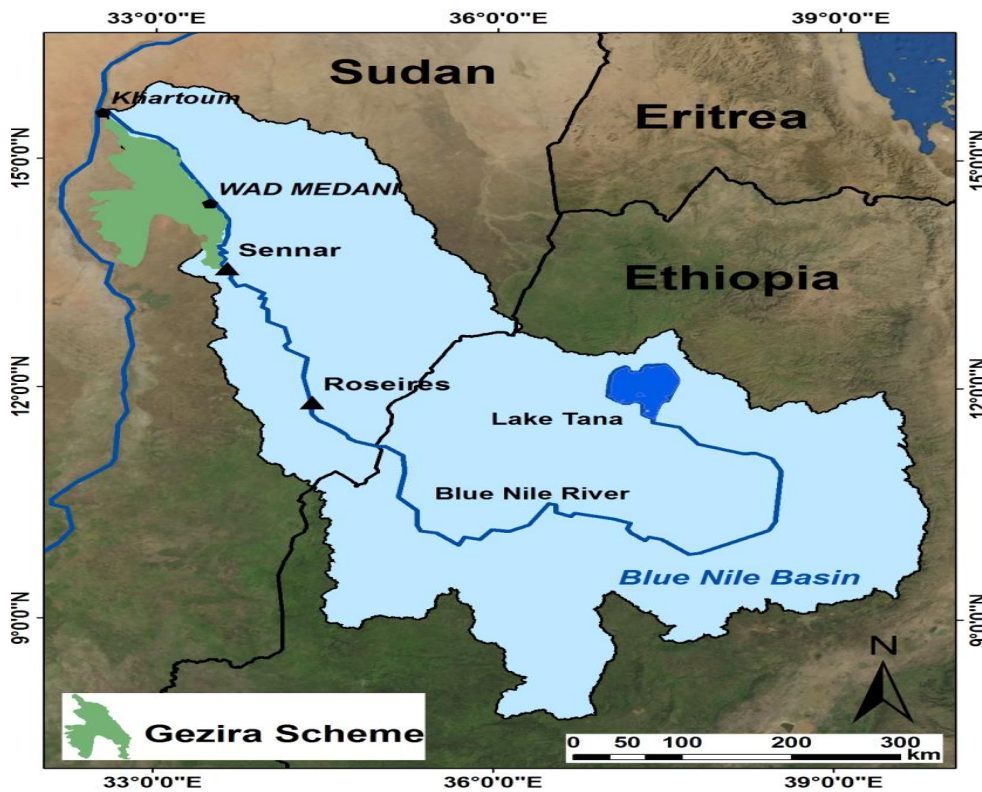 33°0'0"E 36°0'0"E 39°0'0"E
Sudan
Khartoum
Eritrea
15°0'0"N
15°0'0"N
WAD MEDANI
Sennar
Ethiopia
12°0'0"N
12°0'0"N
Roseires
Lake Tana
Blue Nile River
Blue Nile Basin
9°0'0"N
9°0'0"N
N
Gezira Scheme
0 50 100 200 300
km
33°0'0"E 36°0'0"E 39°0'0"E